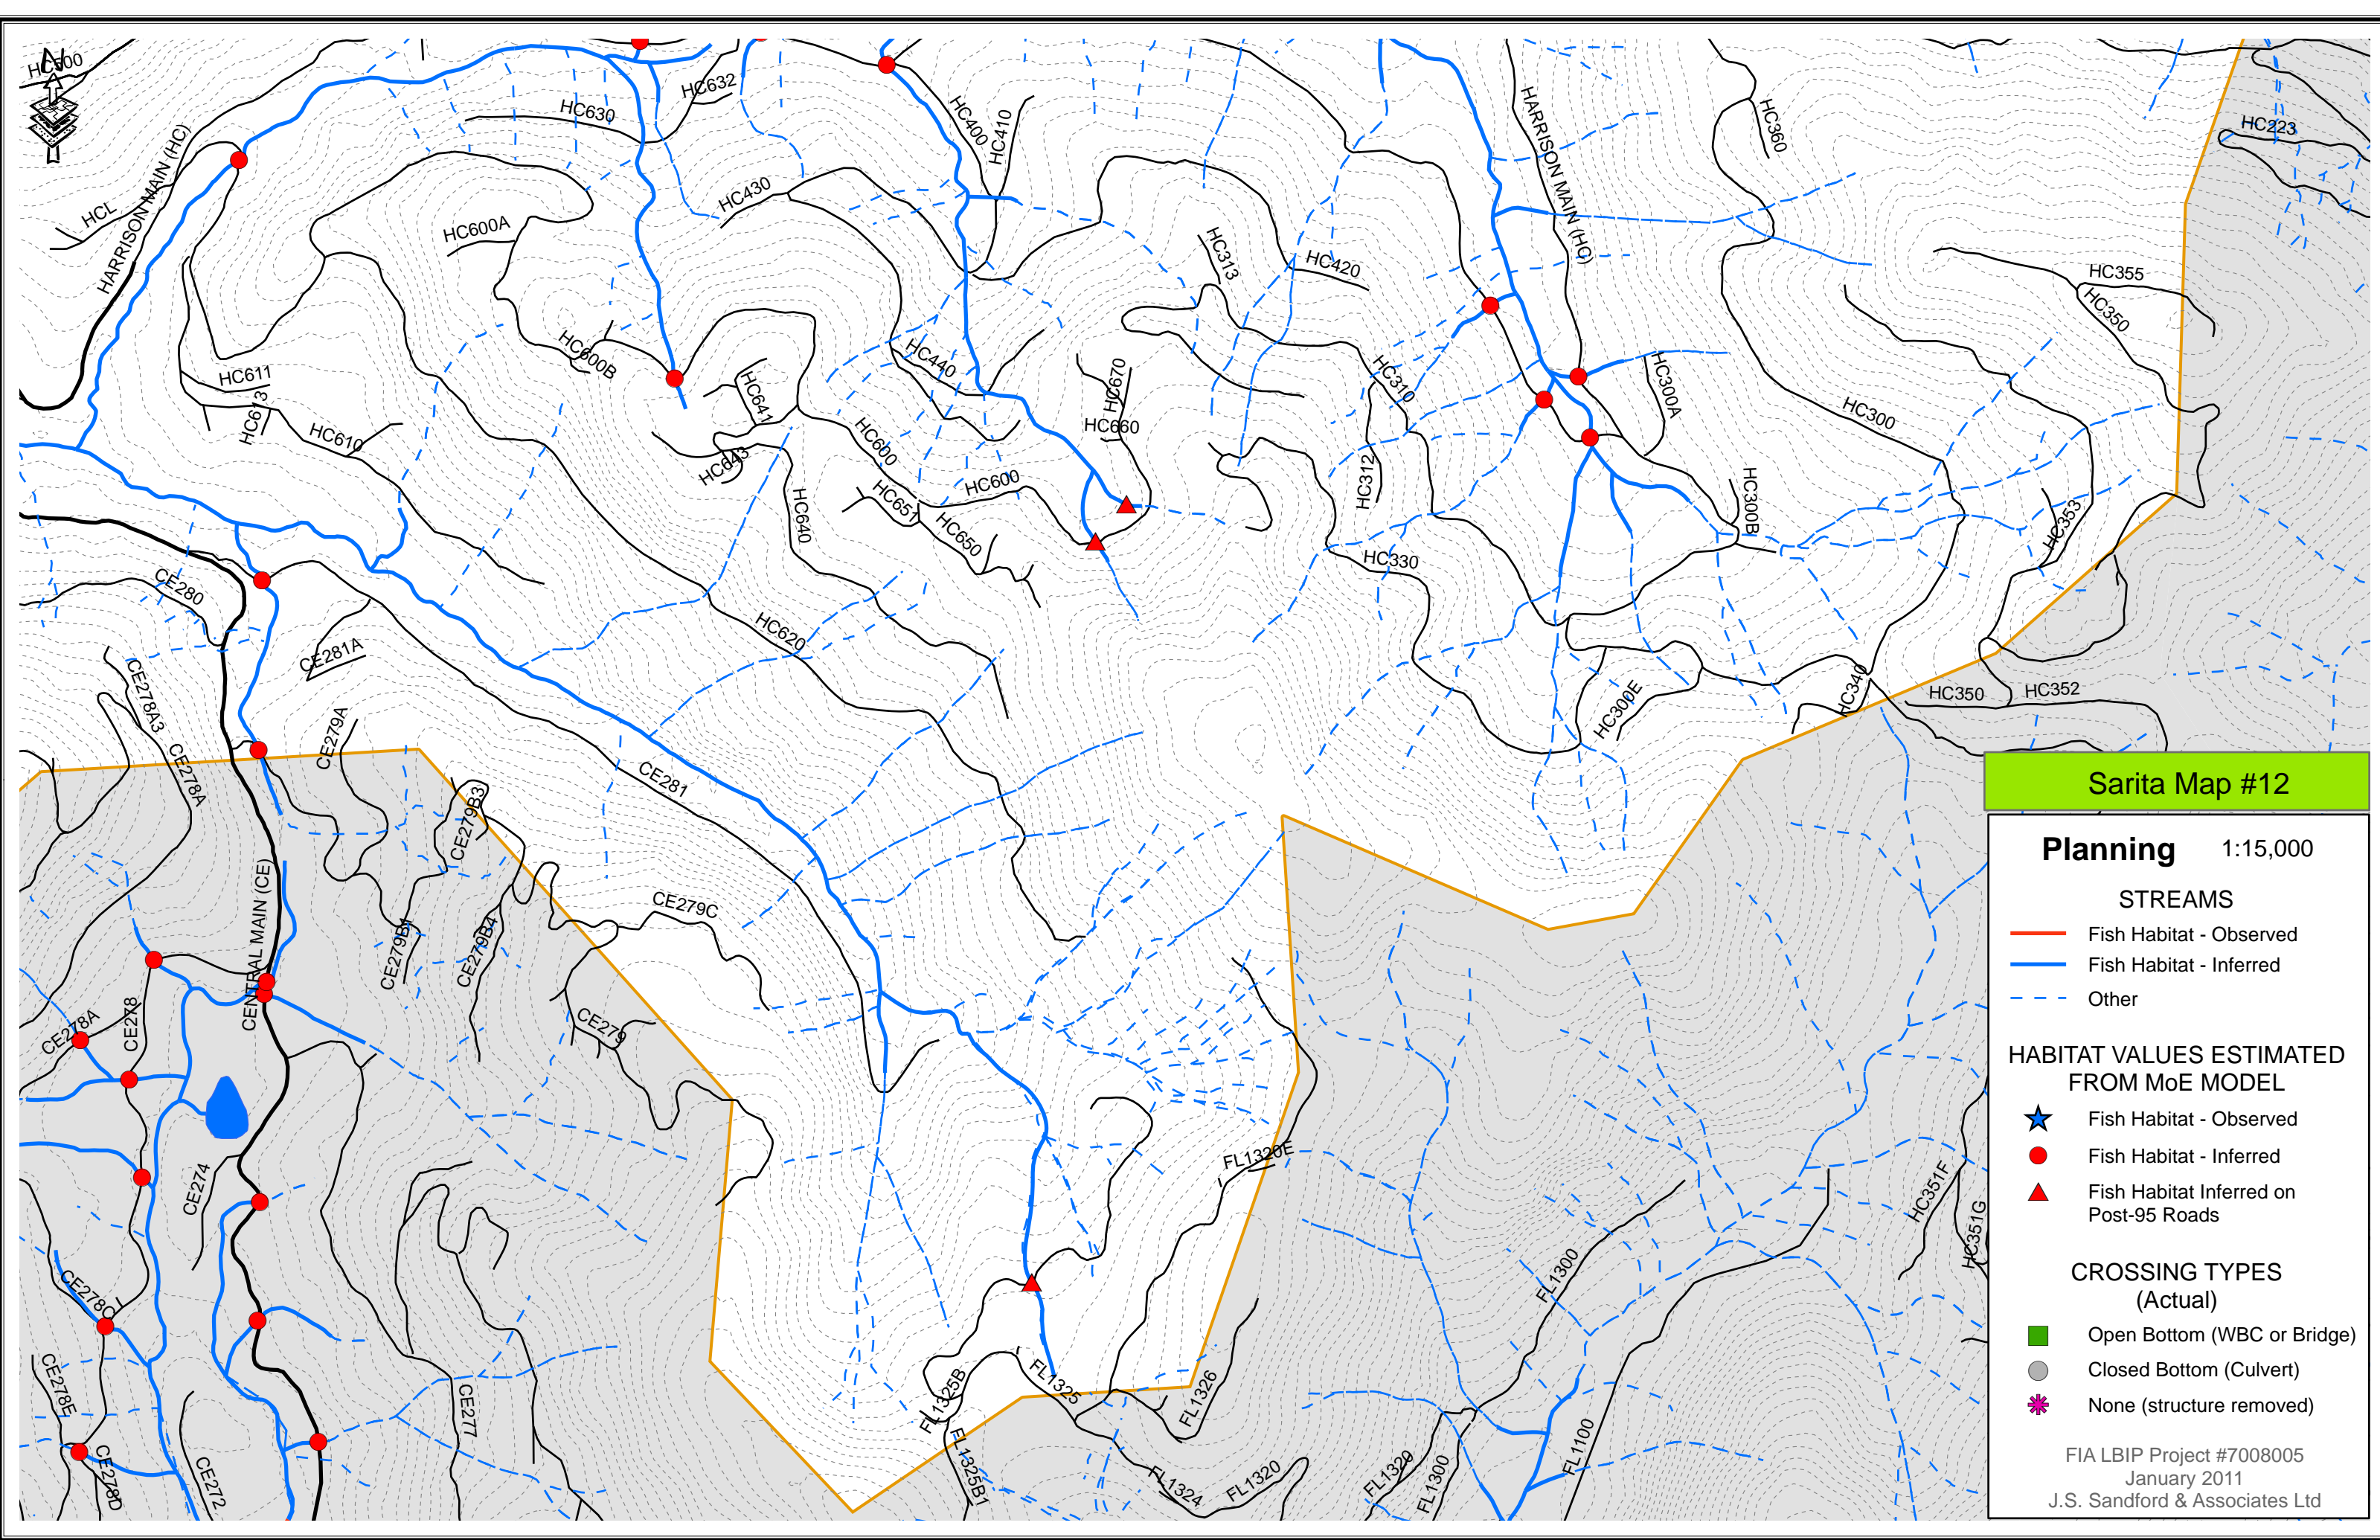 N
HC500
HC632
HC630
HC400
HC410
HARRISON MAIN (HC)
HC360
HC223
HARRISON MAIN (HC)
HCL
HC430
HC600A
HC313
HC420
HC355
HC350
HC600B
HC440
HC670
HC310
HC300A
HC300
HC611
HC613
HC610
HC641
HC643
HC600
HC660
HC600
HC651
HC650
HC640
HC312
HC300B
HC353
HC330
CE280
CE281A
HC620
CE278A3
CE278A
CE279A
HC300E
HC340
HC350
HC352
CE281
CE279B3
CE279C
CENTRAL MAIN (CE)
CE279B1
CE279B4
CE278A
CE278
CE279
CE274
FL1320E
HC351F
HC351G
CE278C
FL1300
CE278E
CE277
FL1325B
FL1325
FL1326
CE278D
CE272
FL1325B1
FL1324
FL1320
FL1320
FL1300
FL1100
Sarita Map #12
Planning 1:15,000
STREAMS
Fish Habitat - Observed
Fish Habitat - Inferred
Other
HABITAT VALUES ESTIMATED
FROM MoE MODEL
Fish Habitat - Observed
Fish Habitat - Inferred
Fish Habitat Inferred on
Post-95 Roads
CROSSING TYPES
(Actual)
Open Bottom (WBC or Bridge)
Closed Bottom (Culvert)
None (structure removed)
FIA LBIP Project #7008005
January 2011
J.S. Sandford & Associates Ltd